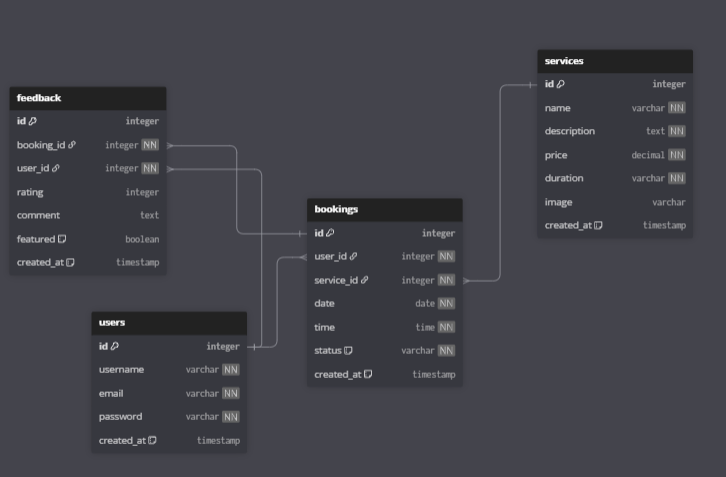 feedback
id integer
booking_id integer NN
user_id integer NN
rating integer
comment text
featured boolean
created_at timestamp
users
id integer
username varchar NN
email varchar NN
password varchar NN
created_at timestamp
bookings
id integer
user_id integer NN
service_id integer NN
date date NN
time time NN
status varchar NN
created_at timestamp
services
id integer
name varchar NN
description text NN
price decimal NN
duration varchar NN
image varchar
created_at timestamp